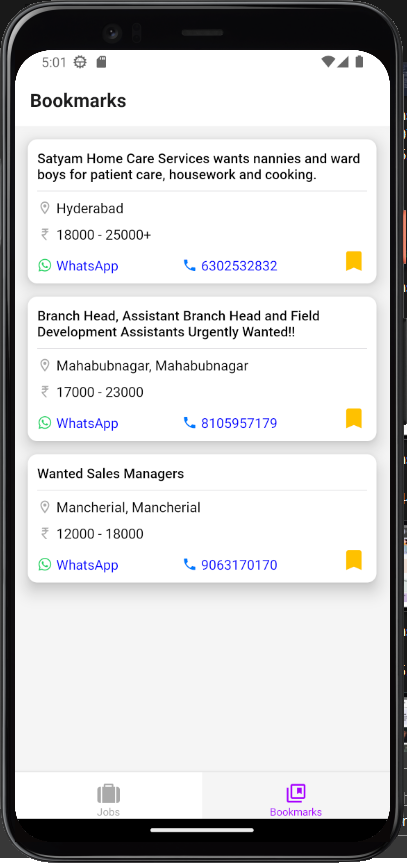 5:01
Bookmarks
Satyam Home Care Services wants nannies and ward
boys for patient care, housework and cooking.
Hyderabad
₹ 18000 - 25000+
WhatsApp 6302532832
Branch Head, Assistant Branch Head and Field
Development Assistants Urgently Wanted!!
Mahabubnagar, Mahabubnagar
₹ 17000 - 23000
WhatsApp 8105957179
Wanted Sales Managers
Mancherial, Mancherial
₹ 12000 - 18000
WhatsApp 9063170170
Jobs Bookmarks